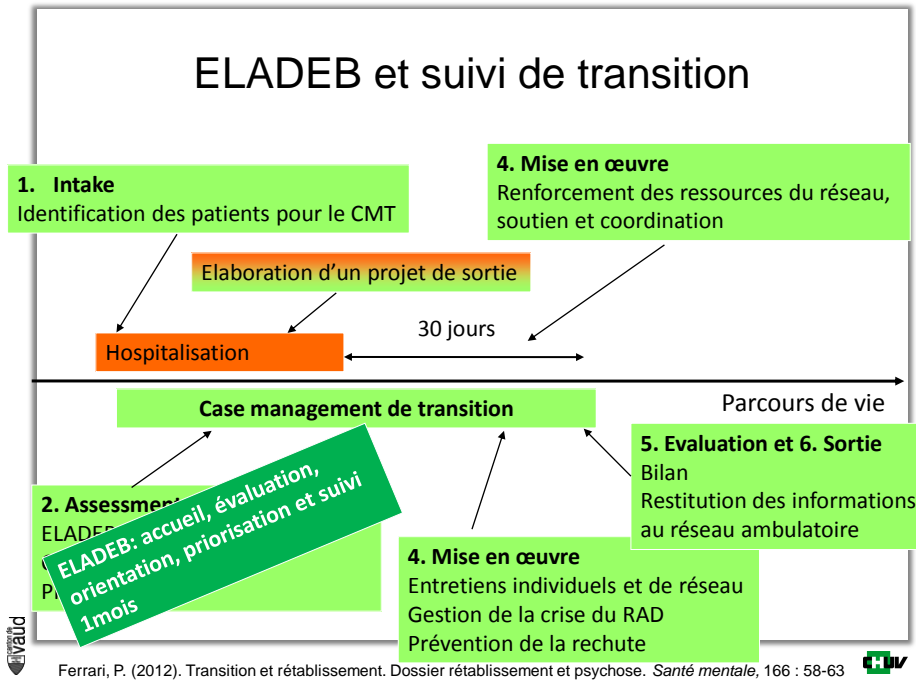 ELADEB et suivi de transition
1. Intake
Identification des patients pour le CMT
4. Mise en œuvre
Renforcement des ressources du réseau,
soutien et coordination
Elaboration d'un projet de sortie
30 jours
Hospitalisation
Parcours de vie
Case management de transition
5. Evaluation et 6. Sortie
Bilan
Restitution des informations
au réseau ambulatoire
2. Assessment
ELADEB
ELADEB: accueil, évaluation,
orientation, priorisation et suivi
1mois
4. Mise en œuvre
Entretiens individuels et de réseau
Gestion de la crise du RAD
Prévention de la rechute
canton de
vaud
Ferrari, P. (2012). Transition et rétablissement. Dossier rétablissement et psychose. Santé mentale, 166 : 58-63
CHUV